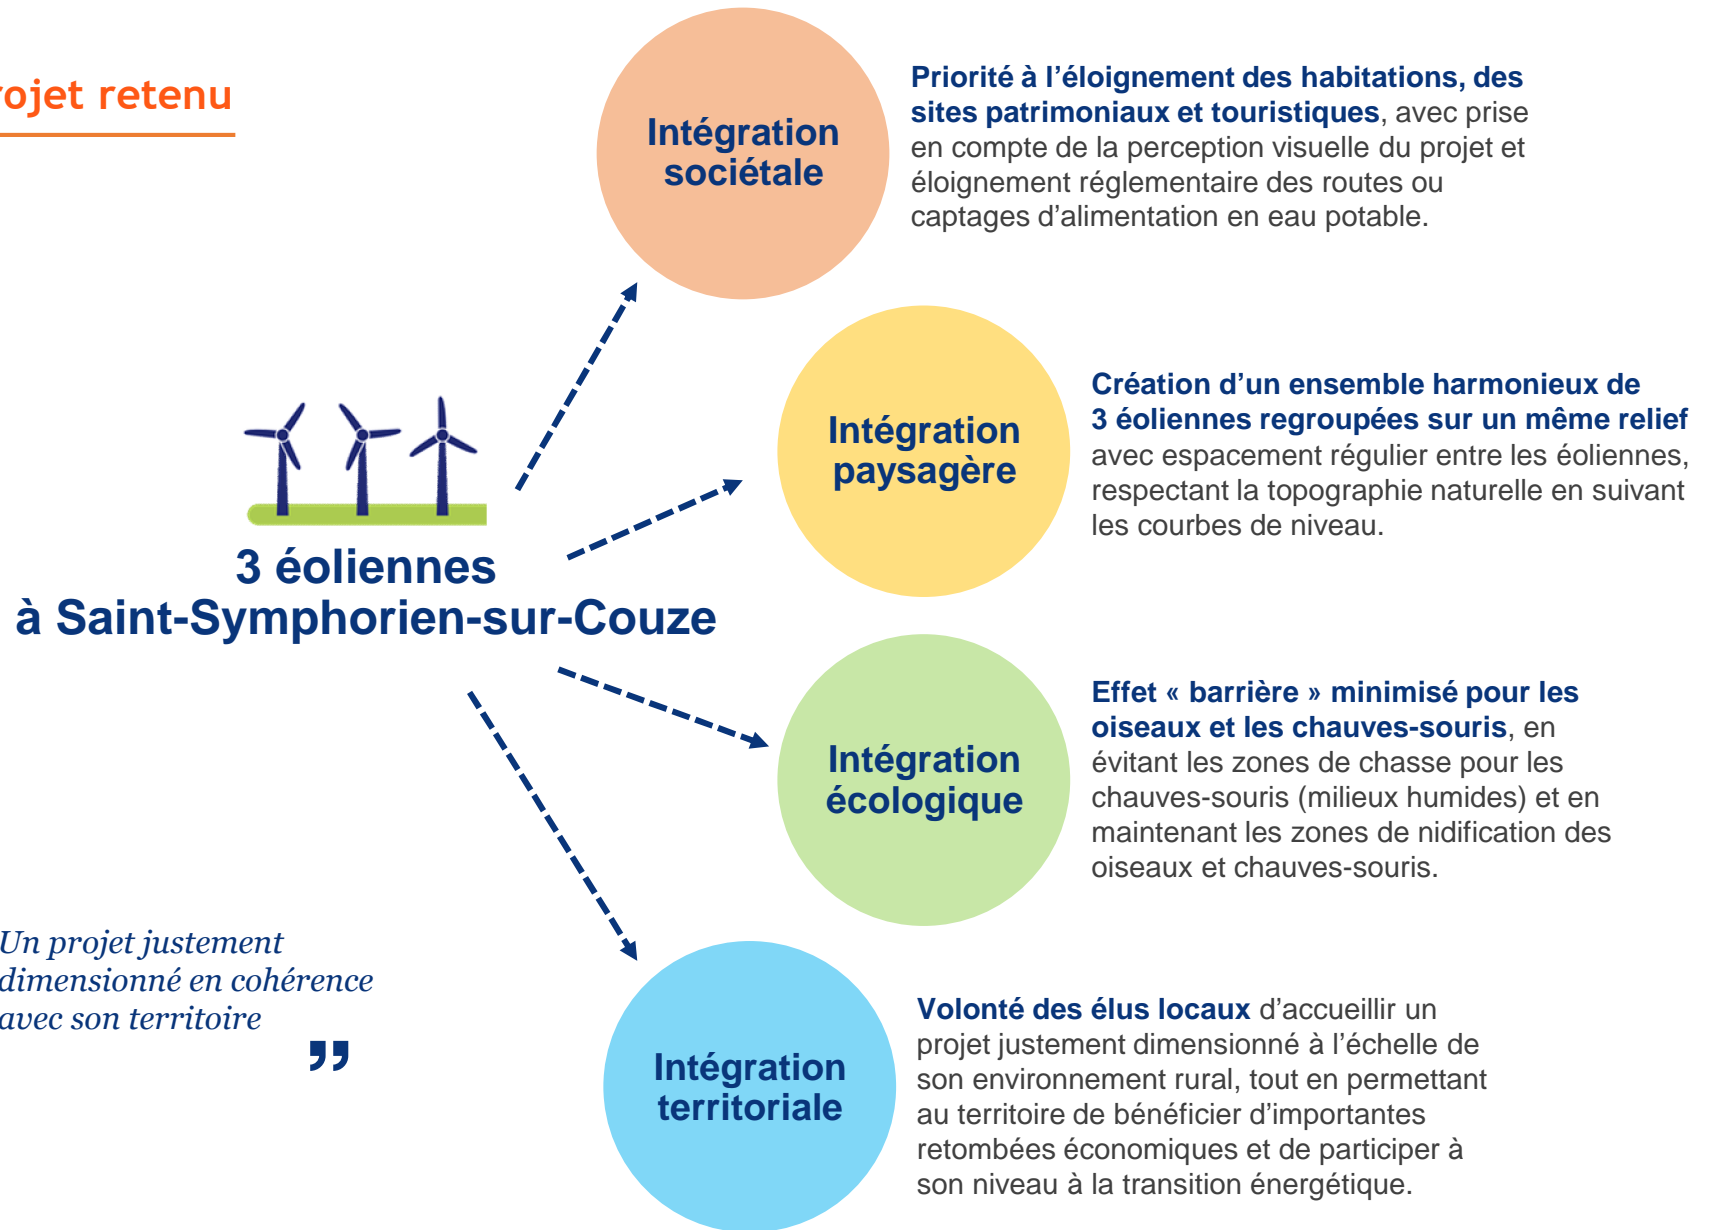 rojet retenu
Intégration
sociétale
Priorité à l’éloignement des habitations, des
sites patrimoniaux et touristiques, avec prise
en compte de la perception visuelle du projet et
éloignement réglementaire des routes ou
captages d’alimentation en eau potable.
Intégration
paysagère
Création d’un ensemble harmonieux de
3 éoliennes regroupées sur un même relief
avec espacement régulier entre les éoliennes,
respectant la topographie naturelle en suivant
les courbes de niveau.
3 éoliennes
à Saint-Symphorien-sur-Couze
Intégration
écologique
Effet « barrière » minimisé pour les
oiseaux et les chauves-souris, en
évitant les zones de chasse pour les
chauves-souris (milieux humides) et en
maintenant les zones de nidification des
oiseaux et chauves-souris.
Un projet justement
dimensionné en cohérence
avec son territoire
”
Intégration
territoriale
Volonté des élus locaux d’accueillir un
projet justement dimensionné à l’échelle de
son environnement rural, tout en permettant
au territoire de bénéficier d’importantes
retombées économiques et de participer à
son niveau à la transition énergétique.